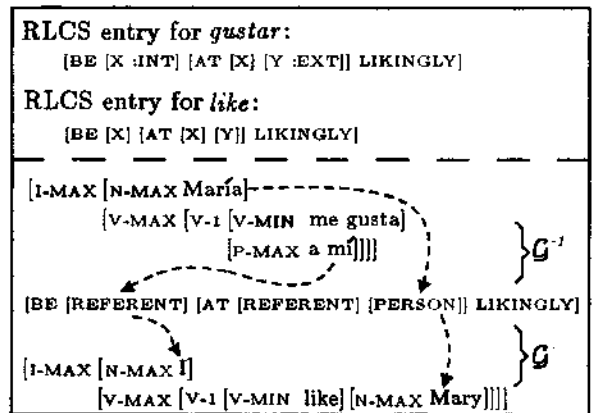 RLCS entry for gustar:
[BE [X :INT] [AT [X] [Y :EXT]] LIKINGLY]
RLCS entry for like:
[BE [X] [AT [X] [Y]] LIKINGLY]
[I-MAX [N-MAX María]
[V-MAX [V-1 [V-MIN me gusta]
[P-MAX a mí]]]]
G⁻¹
[BE [REFERENT] [AT [REFERENT] [PERSON]] LIKINGLY]
G
[I-MAX [N-MAX I]
[V-MAX [V-1 [V-MIN like] [N-MAX Mary]]]]